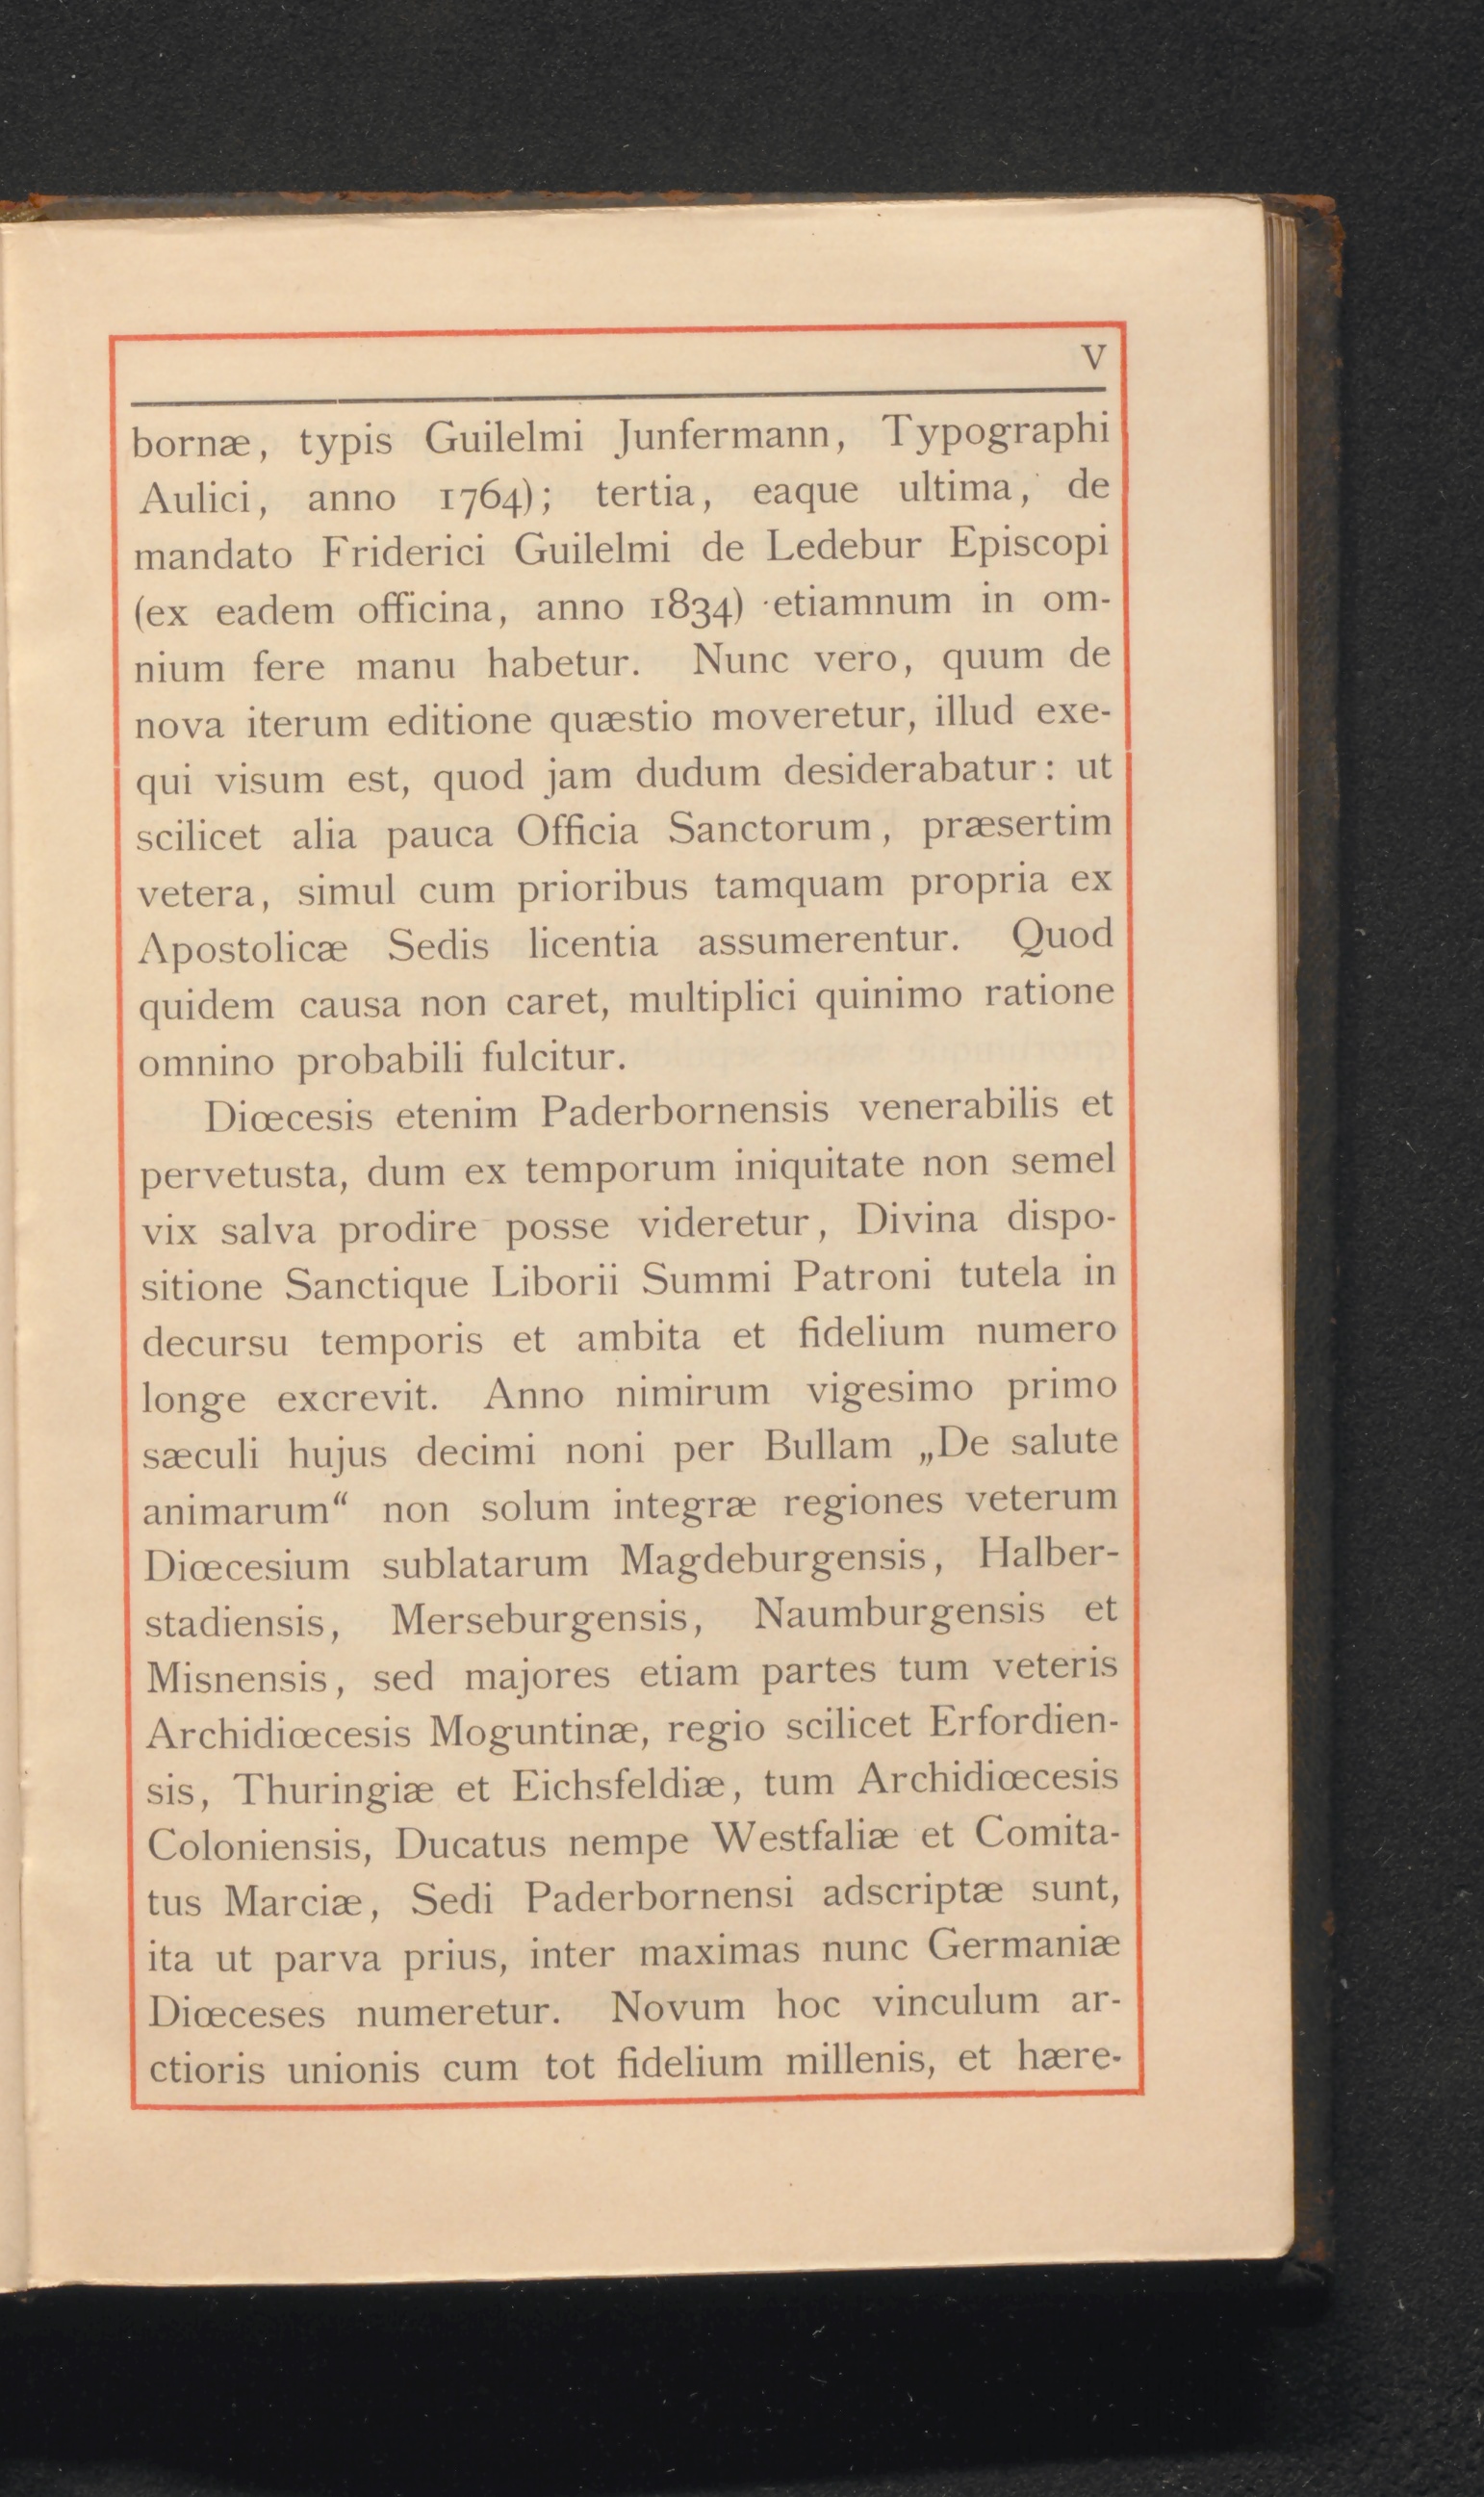 V
bornæ, typis Guilelmi Junfermann, Typographi
Aulici, anno 1764); tertia, eaque ultima, de
mandato Friderici Guilelmi de Ledebur Episcopi
(ex eadem officina, anno 1834) etiamnum in om-
nium fere manu habetur. Nunc vero, quum de
nova iterum editione quæstio moveretur, illud exe-
qui visum est, quod jam dudum desiderabatur: ut
scilicet alia pauca Officia Sanctorum, præsertim
vetera, simul cum prioribus tamquam propria ex
Apostolicæ Sedis licentia assumerentur. Quod
quidem causa non caret, multiplici quinimo ratione
omnino probabili fulcitur.
Diœcesis etenim Paderbornensis venerabilis et
pervetusta, dum ex temporum iniquitate non semel
vix salva prodire posse videretur, Divina dispo-
sitione Sanctique Liborii Summi Patroni tutela in
decursu temporis et ambita et fidelium numero
longe excrevit. Anno nimirum vigesimo primo
sæculi hujus decimi noni per Bullam „De salute
animarum“ non solum integræ regiones veterum
Diœcesium sublatarum Magdeburgensis, Halber-
stadiensis, Merseburgensis, Naumburgensis et
Misnensis, sed majores etiam partes tum veteris
Archidiœcesis Moguntinæ, regio scilicet Erfordien-
sis, Thuringiæ et Eichsfeldiæ, tum Archidiœcesis
Coloniensis, Ducatus nempe Westfaliæ et Comita-
tus Marciæ, Sedi Paderbornensi adscriptæ sunt,
ita ut parva prius, inter maximas nunc Germaniæ
Diœceses numeretur. Novum hoc vinculum ar-
ctioris unionis cum tot fidelium millenis, et hære-